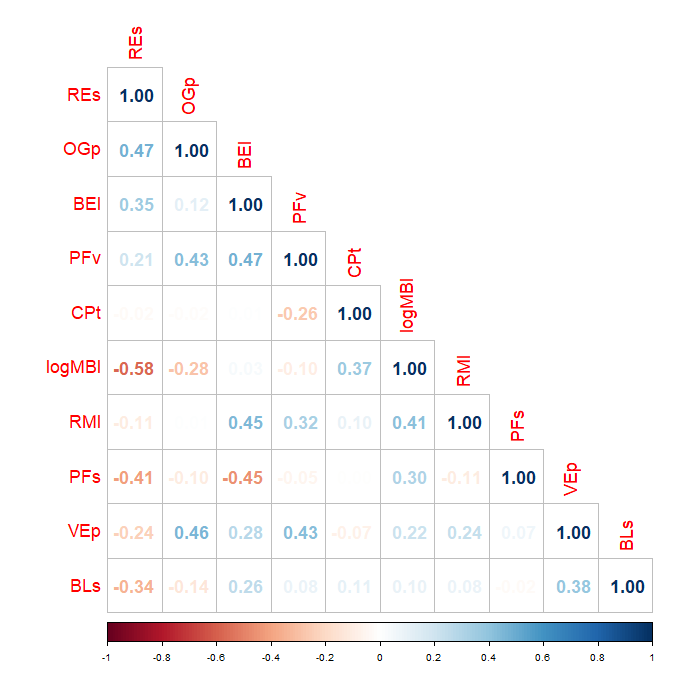 REs
REs 1.00 OGp
OGp 0.47 1.00 BEI
BEI 0.35 0.12 1.00 PFv
PFv 0.21 0.43 0.47 1.00 CPt
CPt -0.02 -0.02 -0.26 1.00 logMBI
logMBI -0.58 -0.28 0.03 -0.10 0.37 1.00 RMI
RMI -0.11 0.45 0.32 0.10 0.41 1.00 PFs
PFs -0.41 -0.10 -0.45 -0.05 0.30 -0.11 1.00 VEp
VEp -0.24 0.46 0.28 0.43 -0.07 0.22 0.24 0.07 1.00 BLs
BLs -0.34 -0.14 0.26 0.08 0.11 0.10 0.08 0.38 1.00
-1 -0.8 -0.6 -0.4 -0.2 0 0.2 0.4 0.6 0.8 1